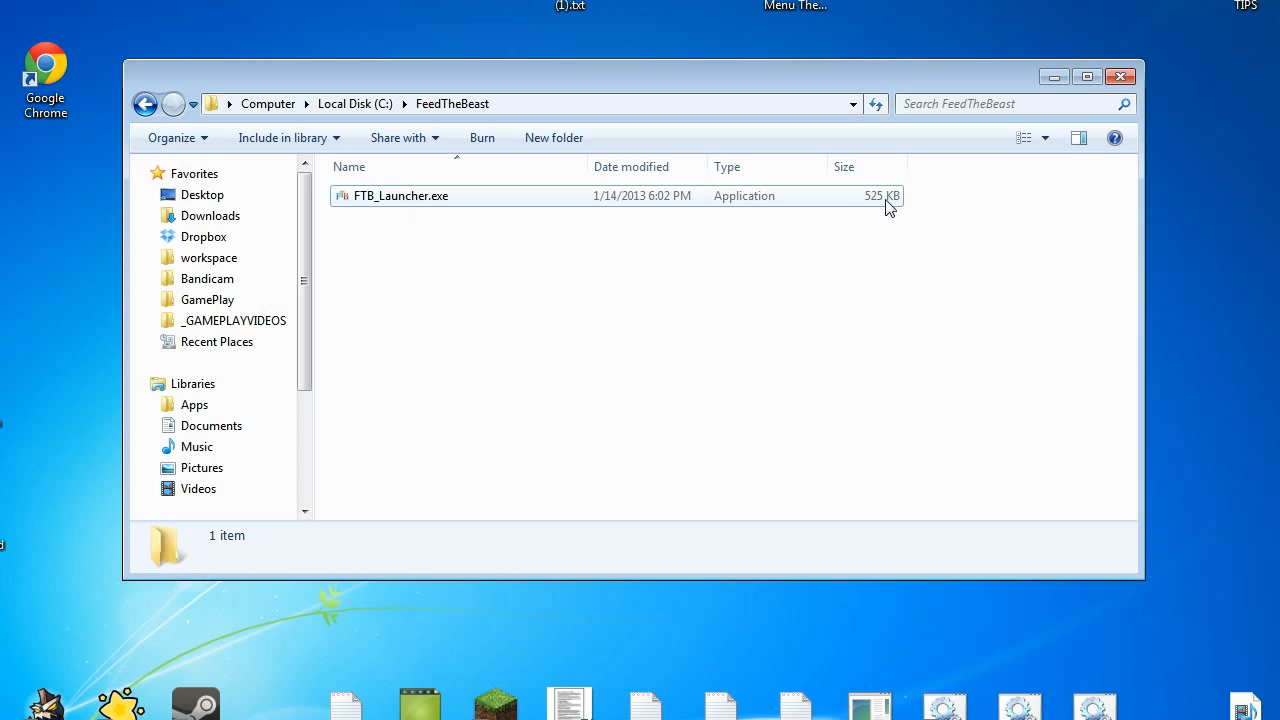 (1).txt
Menu The...
TIPS
Google
Chrome
Computer
Local Disk (C:)
FeedTheBeast
Search FeedTheBeast
Organize
Include in library
Share with
Burn
New folder
Name
Date modified
Type
Size
Favorites
FTB_Launcher.exe
1/14/2013 6:02 PM
Application
525 KB
Desktop
Downloads
Dropbox
workspace
Bandicam
GamePlay
_GAMEPLAYVIDEOS
Recent Places
Libraries
Apps
Documents
Music
Pictures
Videos
1 item